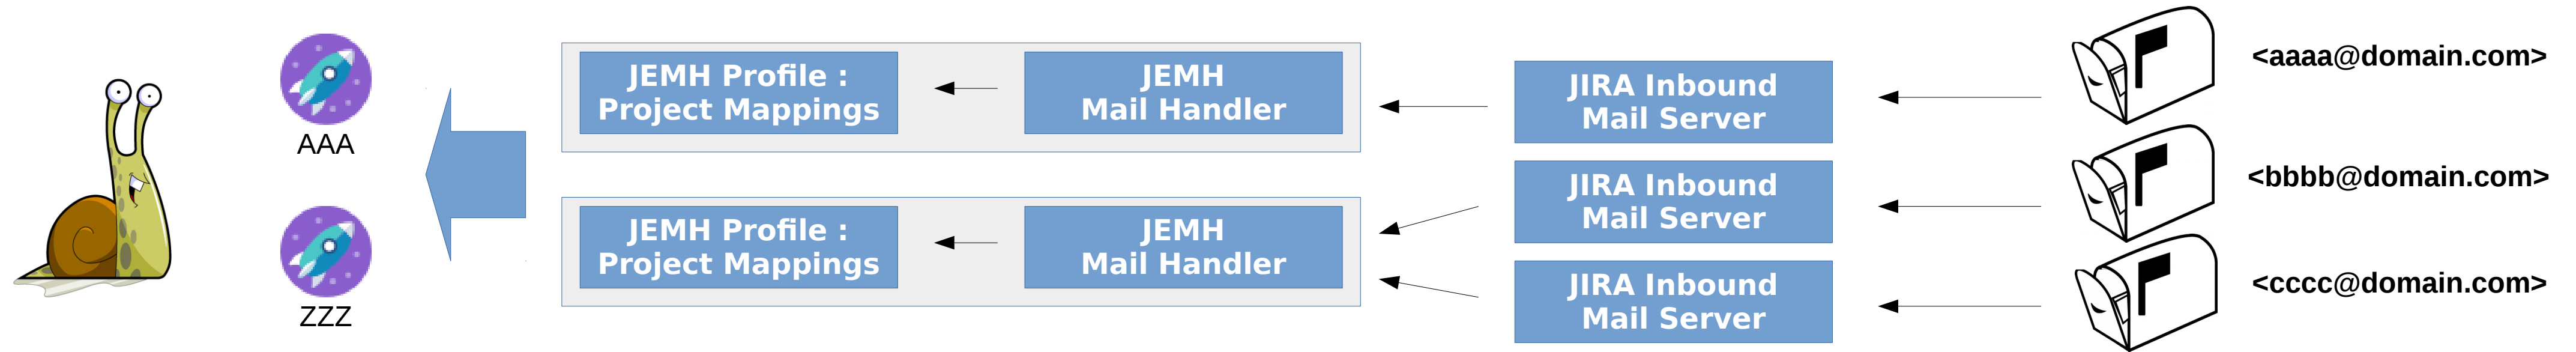 AAA
ZZZ
JEMH Profile :
Project Mappings
JEMH
Mail Handler
JEMH Profile :
Project Mappings
JEMH
Mail Handler
JIRA Inbound
Mail Server
JIRA Inbound
Mail Server
JIRA Inbound
Mail Server
<aaaa@domain.com>
<bbbb@domain.com>
<cccc@domain.com>